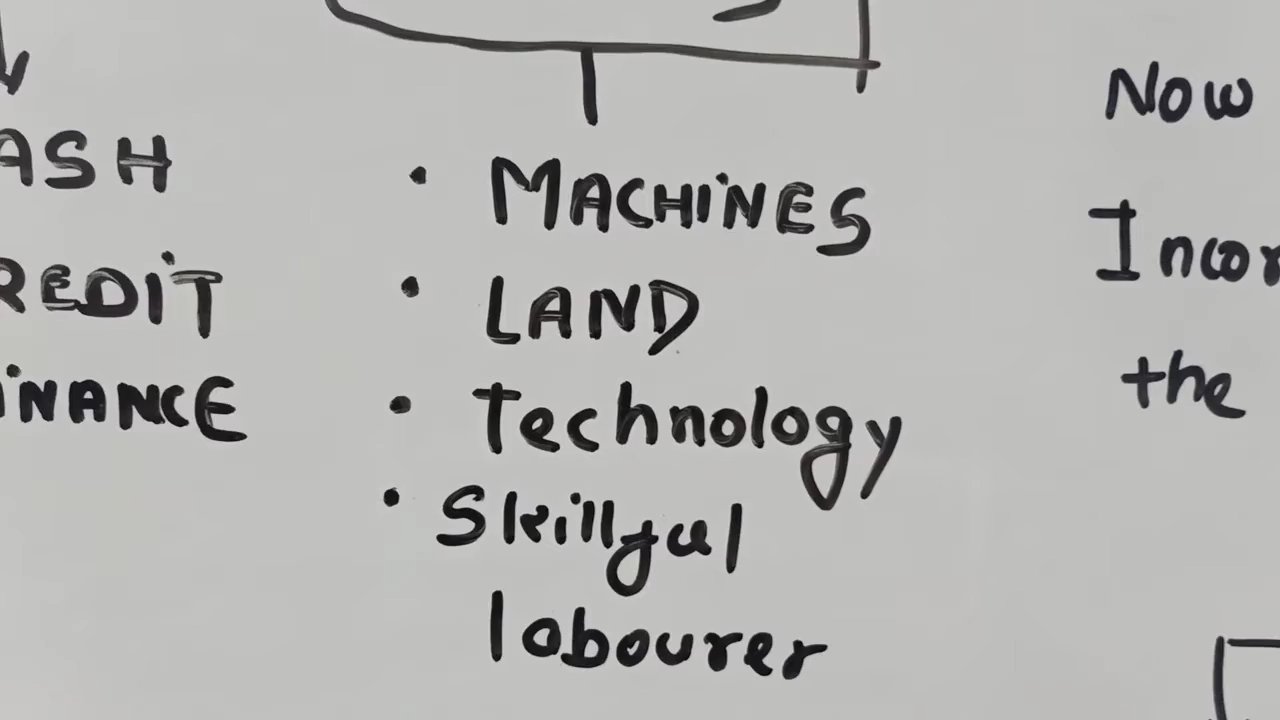 ASH
REDIT
INANCE
• MACHINES
• LAND
• Technology
• Skillful
labourer
Now
Incor
the